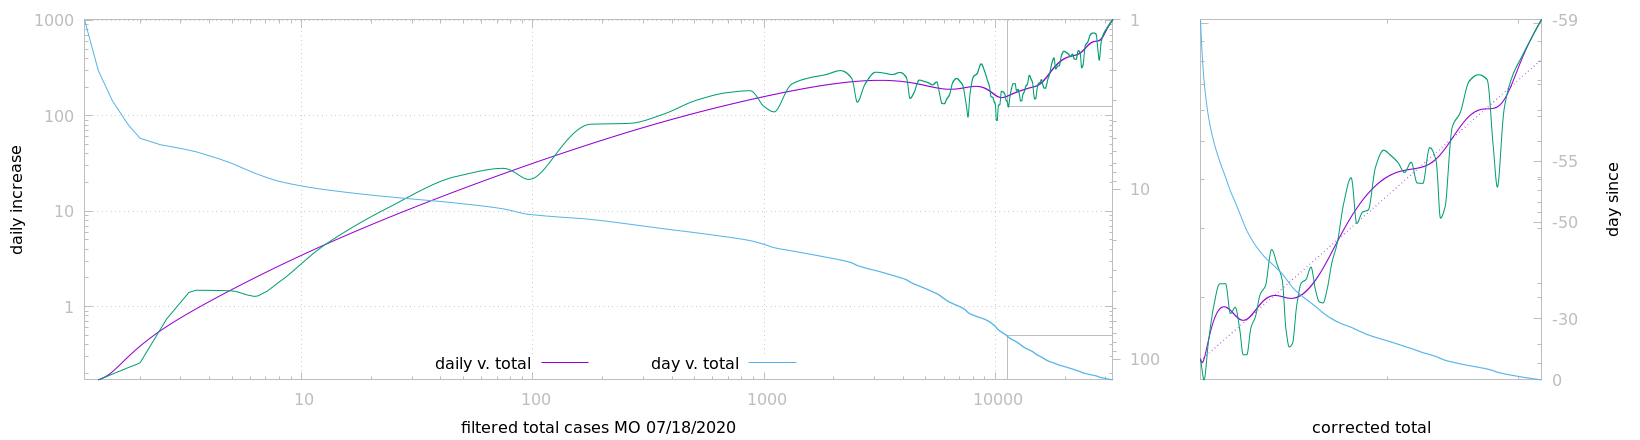 1000
100
10
1
daily increase
daily v. total
day v. total
10
100
1000
10000
filtered total cases MO 07/18/2020
1
10
100
-59
-55
-50
-30
0
day since
corrected total